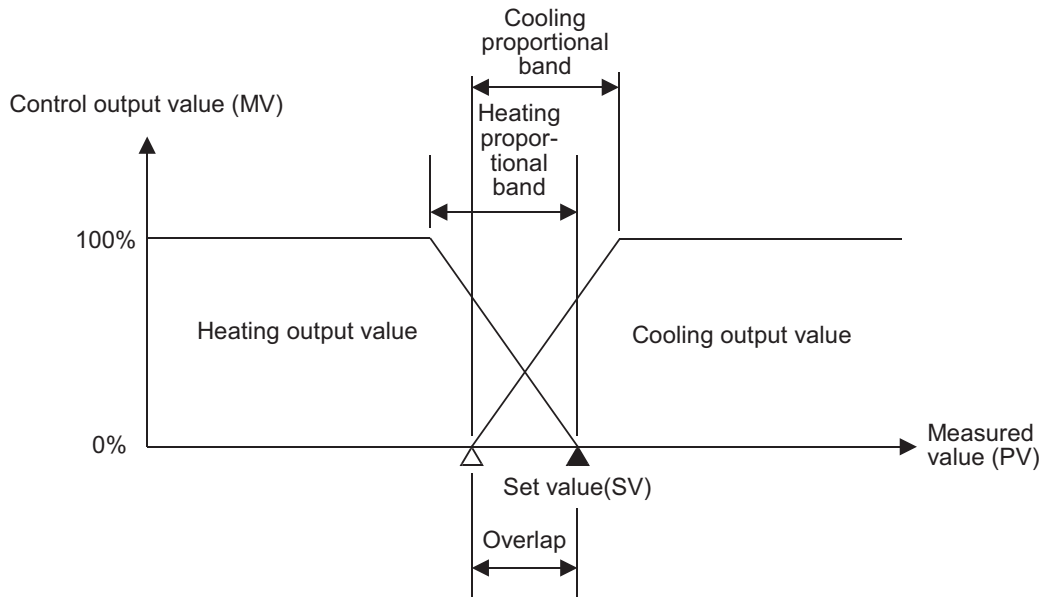 Cooling
proportional
band
Control output value (MV)
Heating
propor-
tional
band
100%
Heating output value
Cooling output value
0%
Measured
value (PV)
Set value(SV)
Overlap